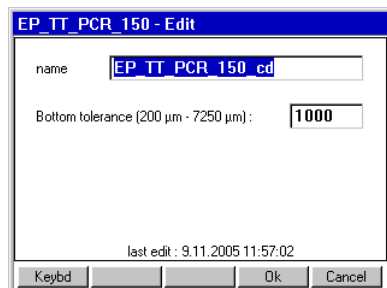 EP_TT_PCR_150 - Edit
name EP_TT_PCR_150_cd
Bottom tolerance (200 µm - 7250 µm) : 1000
last edit : 9.11.2005 11:57:02
Keybd Ok Cancel